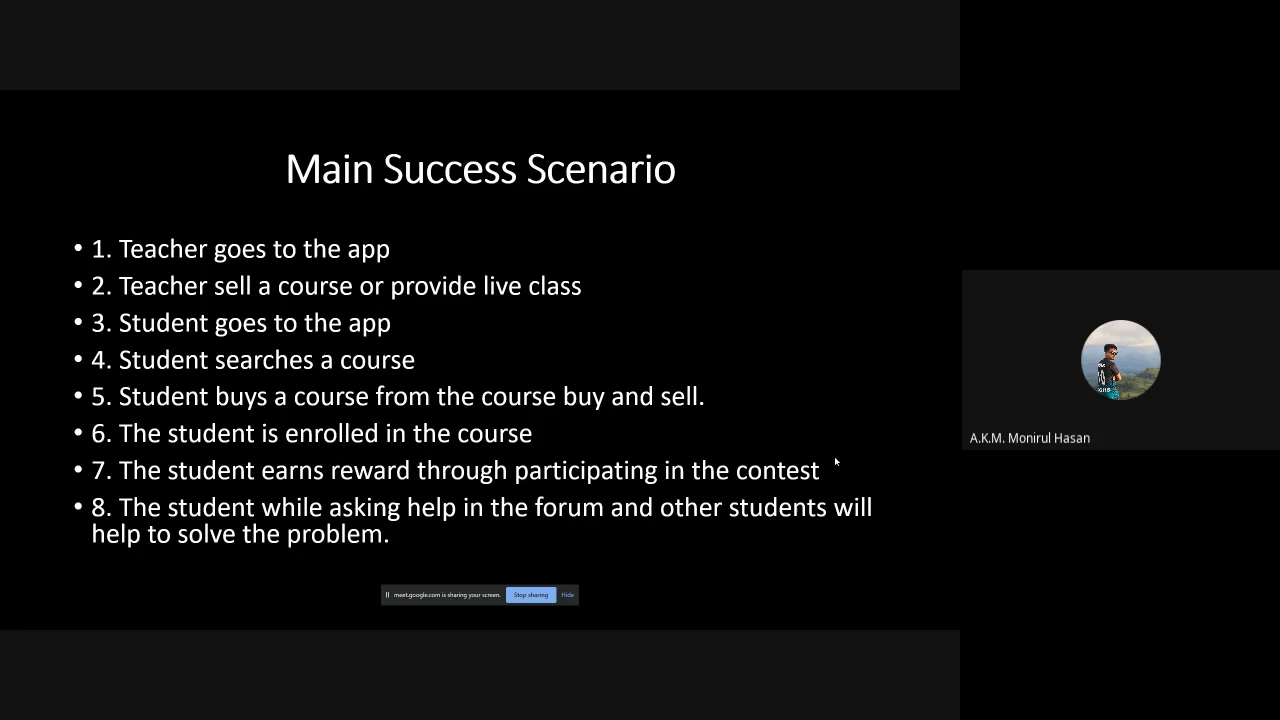 Main Success Scenario
• 1. Teacher goes to the app
• 2. Teacher sell a course or provide live class
• 3. Student goes to the app
• 4. Student searches a course
• 5. Student buys a course from the course buy and sell.
• 6. The student is enrolled in the course
• 7. The student earns reward through participating in the contest
• 8. The student while asking help in the forum and other students will
help to solve the problem.
A.K.M. Monirul Hasan
meet.google.com is sharing your screen. Stop sharing Hide